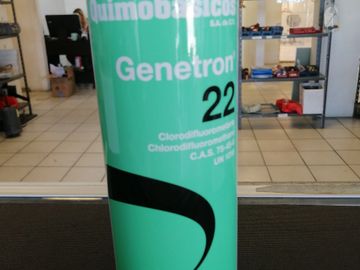 Quimobásicos
S.A. de C.V.
Genetron®
22
Clorodifluorometano
Chlorodifluoromethane
C.A.S. 75-45-6
UN 1018